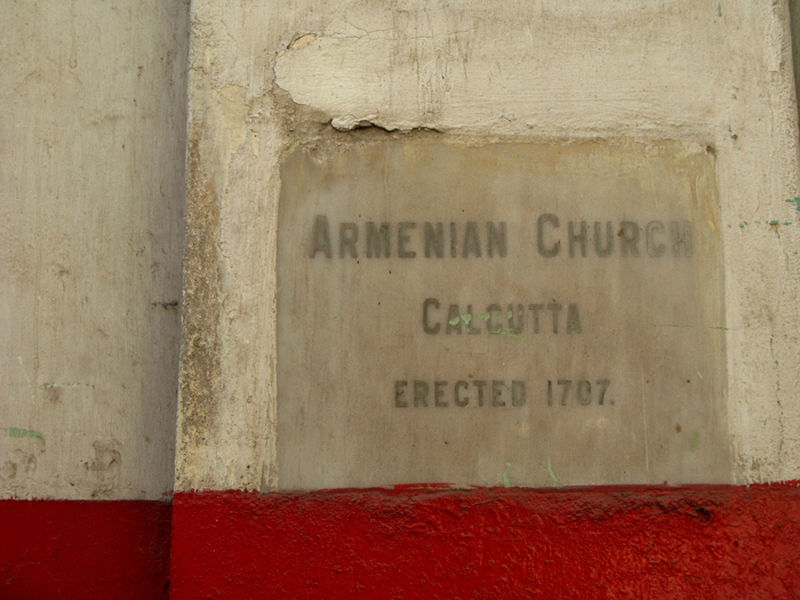 ARMENIAN CHURCH
CALCUTTA
ERECTED 1707.